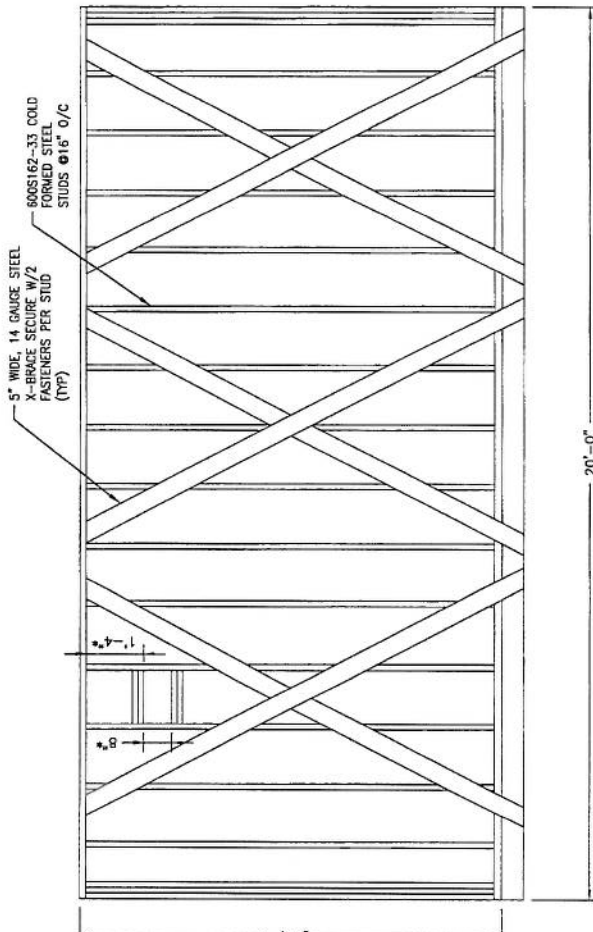 5" WIDE, 14 GAUGE STEEL
X-BRACE SECURE W/2
FASTENERS PER STUD
(TYP)
600S162-33 COLD
FORMED STEEL
STUDS @16" O/C
1'-4"*
8"*
20'-0"